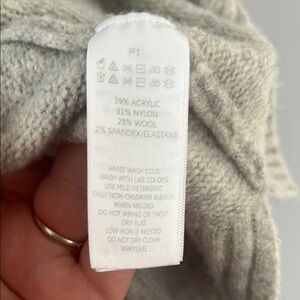 P1
39% ACRYLIC
31% NYLON
28% WOOL
2% SPANDEX/ELASTANE
HAND WASH COLD
WASH WITH LIKE COLORS
USE MILD DETERGENT
ONLY NON-CHLORINE BLEACH
WHEN NEEDED
DO NOT WRING OR TWIST
DRY FLAT
LOW IRON IF NEEDED
DO NOT DRY CLEAN